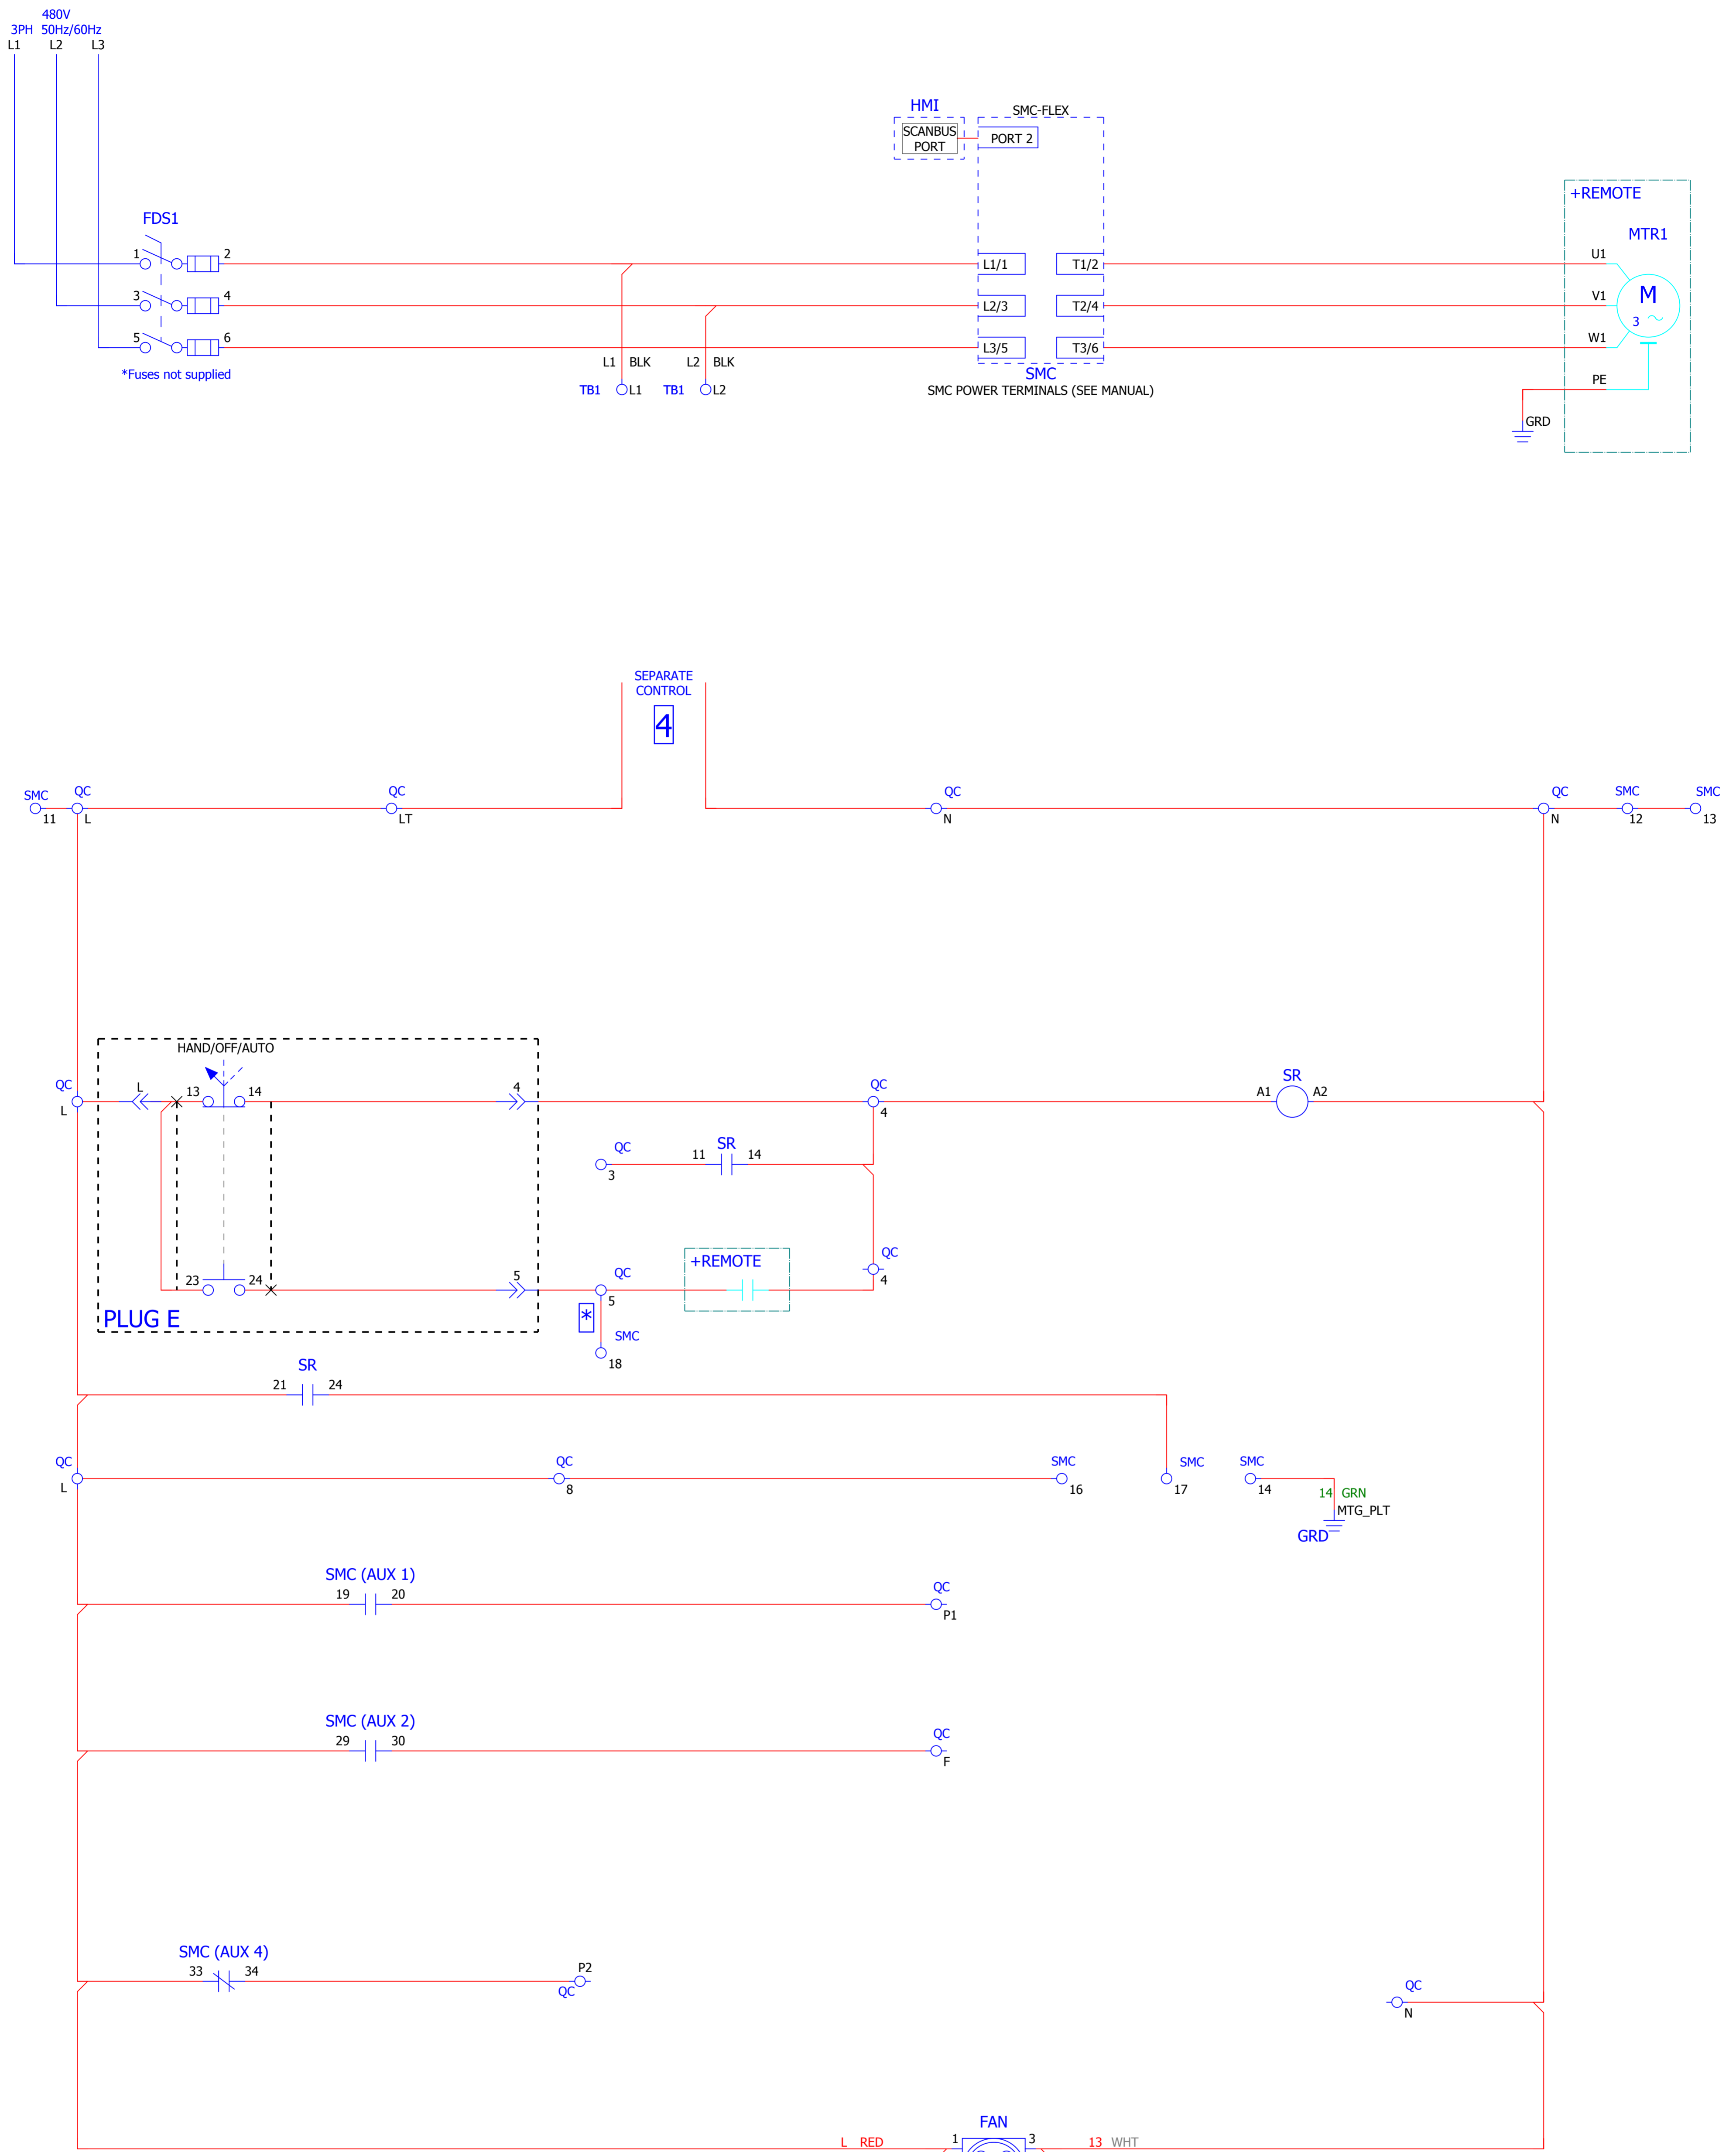 480V
3PH 50Hz/60Hz
L1 L2 L3
HMI
SCANBUS
PORT
SMC-FLEX
PORT 2
+REMOTE
MTR1
FDS1
1 2
3 4
5 6
*Fuses not supplied
L1/1 T1/2
L2/3 T2/4
L3/5 T3/6
U1
V1
W1
PE
M
3
GRD
L1 BLK
L2 BLK
TB1 L1
TB1 L2
SMC
SMC POWER TERMINALS (SEE MANUAL)
SEPARATE
CONTROL
4
SMC
11
QC
L
QC
LT
QC
N
QC
N
SMC
12
SMC
13
HAND/OFF/AUTO
QC
L
L
13 14
4
QC
4
SR
A1 A2
QC
3
SR
11 14
+REMOTE
QC
4
23 24
5
QC
5
PLUG E
*
SMC
18
SR
21 24
QC
L
QC
8
SMC
16
SMC
17
SMC
14
14 GRN
MTG_PLT
GRD
SMC (AUX 1)
19 20
QC
P1
SMC (AUX 2)
29 30
QC
F
SMC (AUX 4)
33 34
P2
QC
QC
N
FAN
L RED
1 3
13 WHT